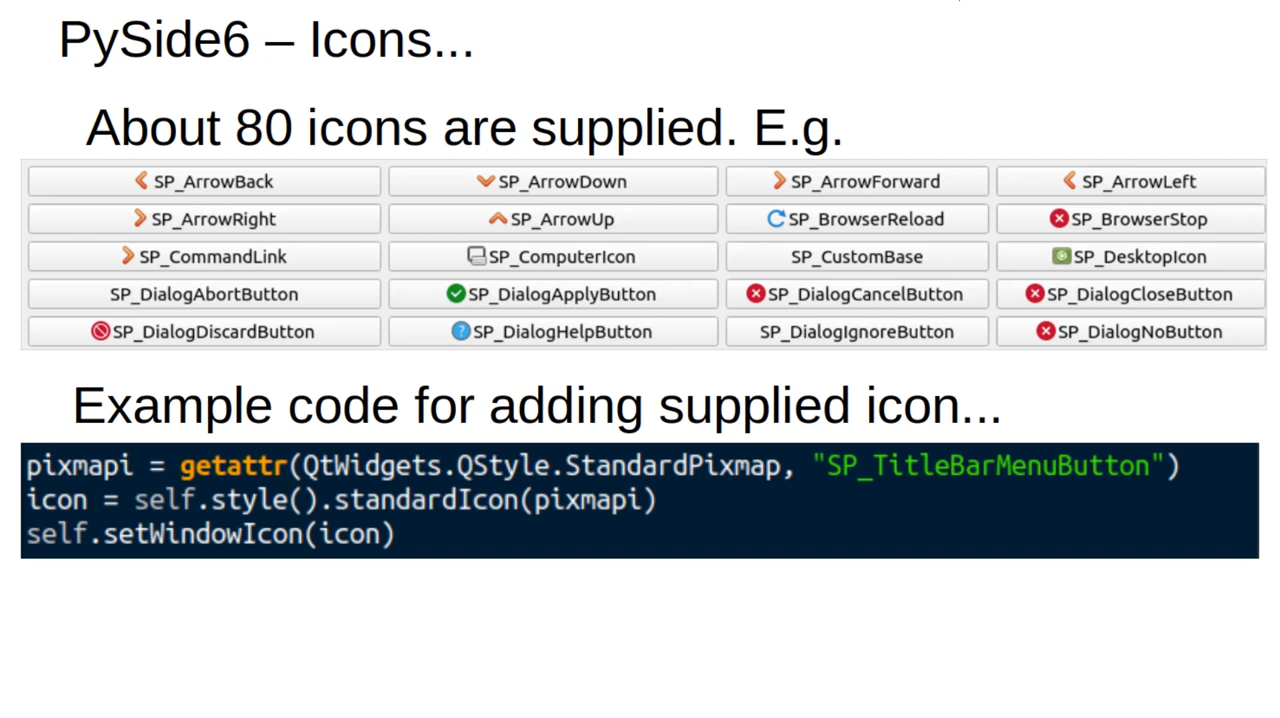 PySide6 – Icons...
About 80 icons are supplied. E.g.
SP_ArrowBack SP_ArrowDown SP_ArrowForward SP_ArrowLeft
SP_ArrowRight SP_ArrowUp SP_BrowserReload SP_BrowserStop
SP_CommandLink SP_ComputerIcon SP_CustomBase SP_DesktopIcon
SP_DialogAbortButton SP_DialogApplyButton SP_DialogCancelButton SP_DialogCloseButton
SP_DialogDiscardButton SP_DialogHelpButton SP_DialogIgnoreButton SP_DialogNoButton
Example code for adding supplied icon...
pixmapi = getattr(QtWidgets.QStyle.StandardPixmap, "SP_TitleBarMenuButton")
icon = self.style().standardIcon(pixmapi)
self.setWindowIcon(icon)